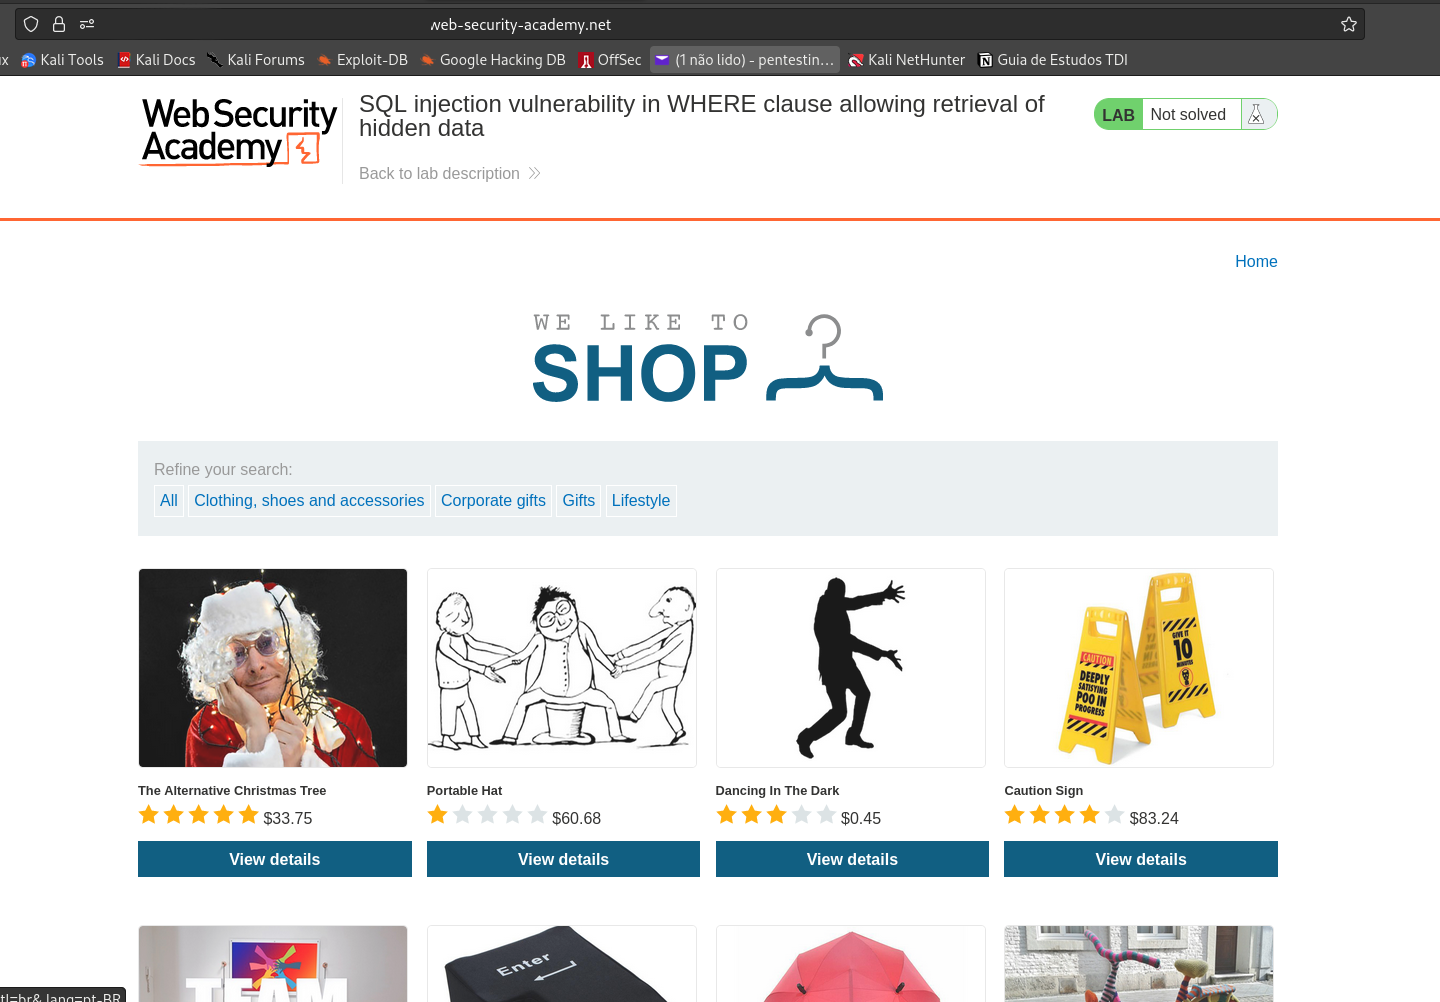 web-security-academy.net
Kali Tools Kali Docs Kali Forums Exploit-DB Google Hacking DB OffSec (1 não lido) - pentestin… Kali NetHunter Guia de Estudos TDI
Web Security
Academy
SQL injection vulnerability in WHERE clause allowing retrieval of
hidden data
Back to lab description
LAB Not solved
Home
WE LIKE TO
SHOP
Refine your search:
All Clothing, shoes and accessories Corporate gifts Gifts Lifestyle
CAUTION
DEEPLY
SATISFYING
POO IN
PROGRESS
GIVE IT
10
MINUTES
The Alternative Christmas Tree Portable Hat Dancing In The Dark Caution Sign
$33.75 $60.68 $0.45 $83.24
View details View details View details View details
TEAM
Enter
tl=br&lang=pt-BR